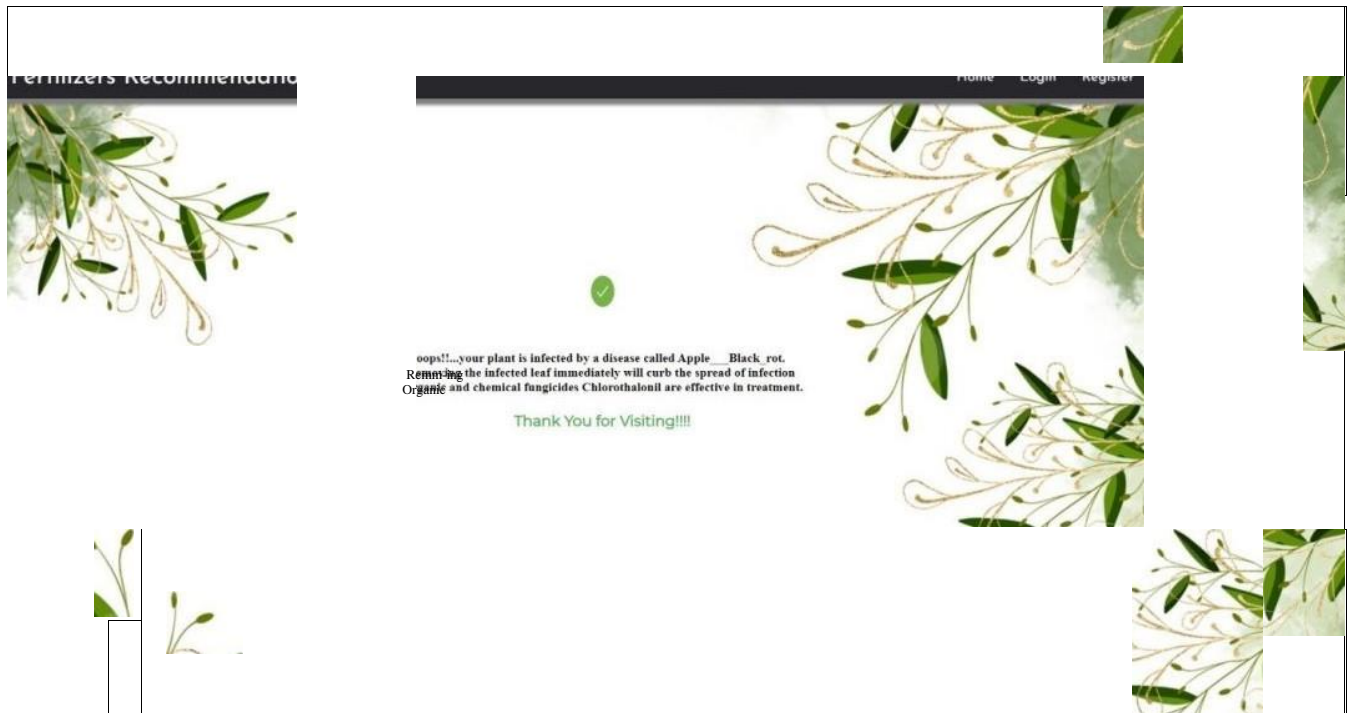 Fertilizers Recommendatio
Home Login Register
oops!!...your plant is infected by a disease called Apple___Black_rot.
the infected leaf immediately will curb the spread of infection
Organic and chemical fungicides Chlorothalonil are effective in treatment.
Thank You for Visiting!!!!